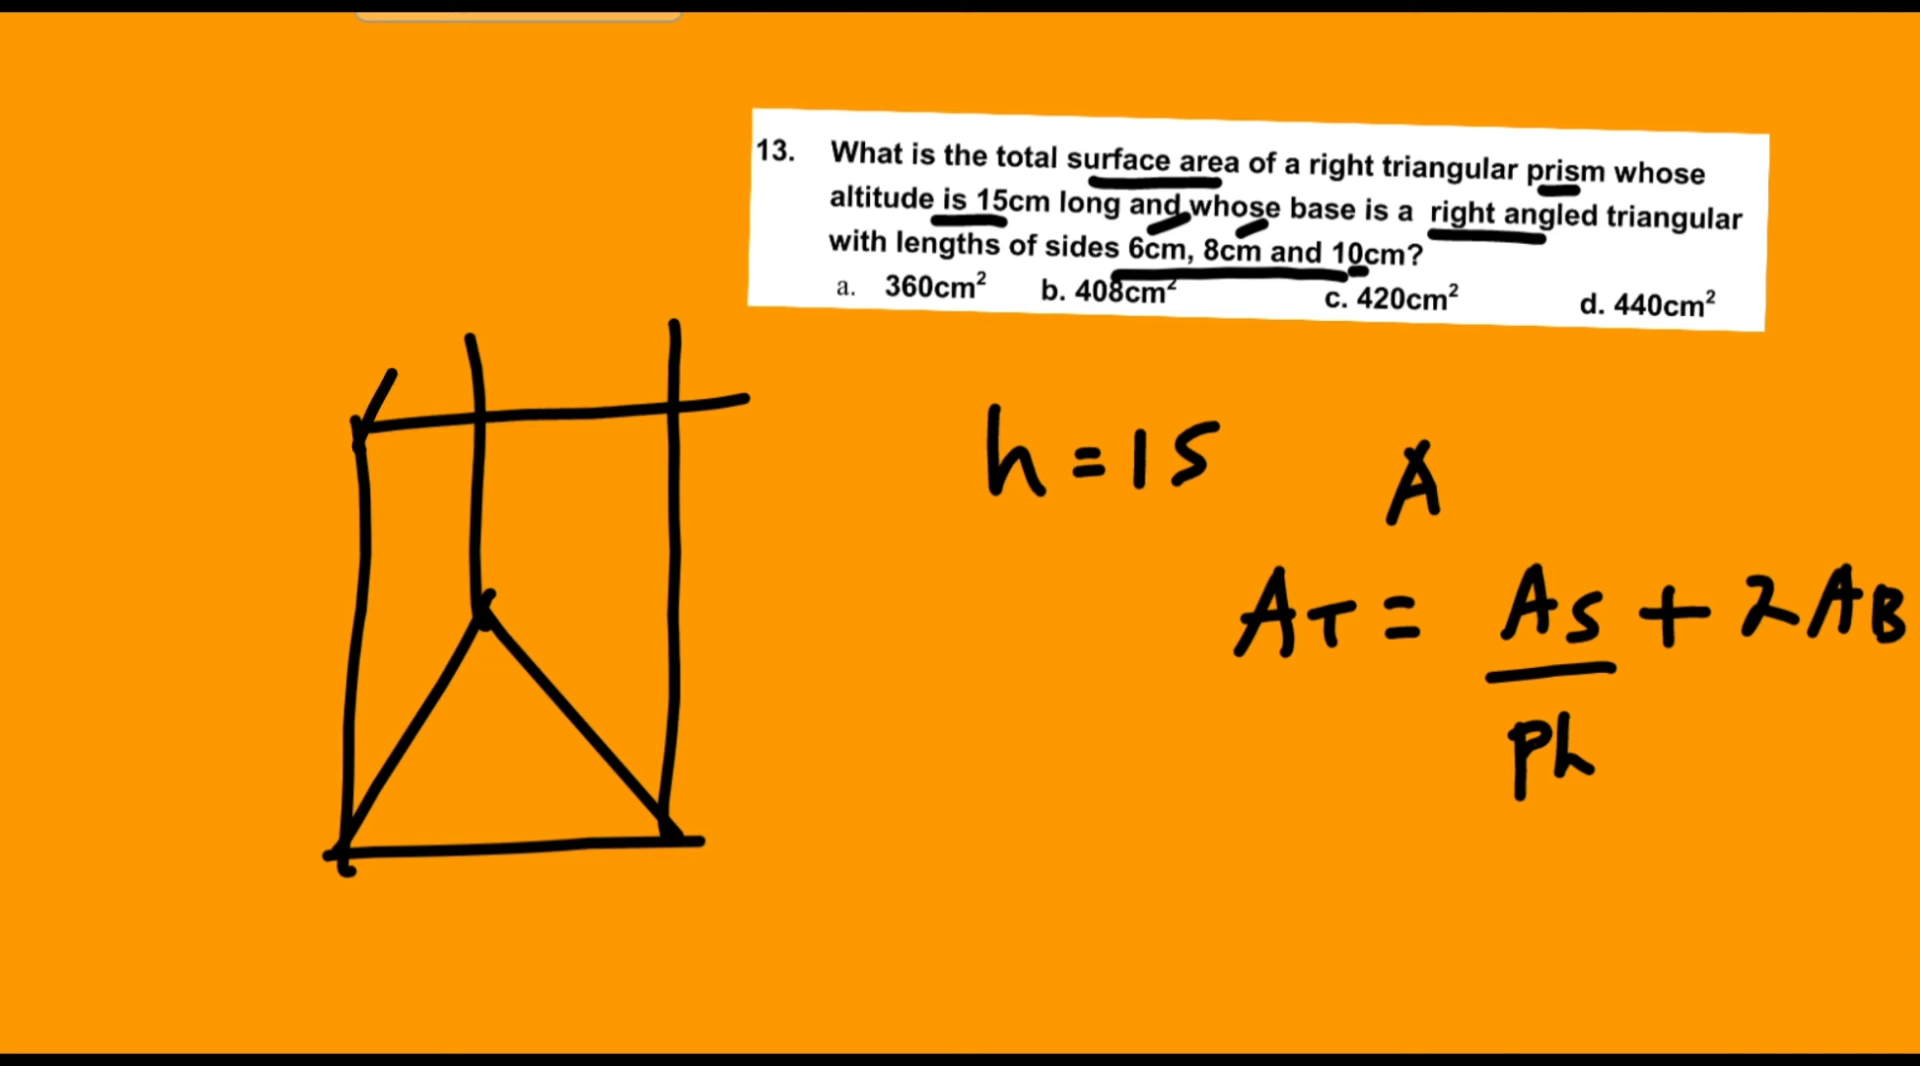 13. What is the total surface area of a right triangular prism whose
altitude is 15cm long and whose base is a right angled triangular
with lengths of sides 6cm, 8cm and 10cm?
a. 360cm² b. 408cm² c. 420cm² d. 440cm²
h = 15
A
AT = AS + 2AB
Ph